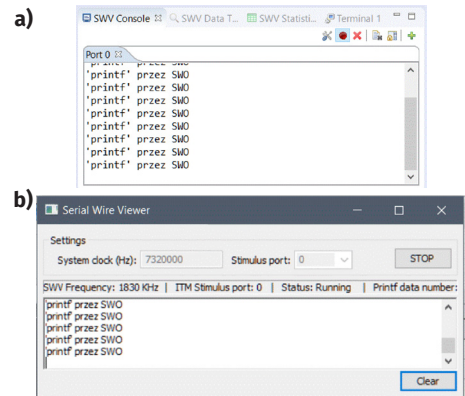 a)
SWV Console SWV Data T... SWV Statisti... Terminal 1
Port 0
'printf' przez SWO
'printf' przez SWO
'printf' przez SWO
'printf' przez SWO
'printf' przez SWO
'printf' przez SWO
'printf' przez SWO
'printf' przez SWO
'printf' przez SWO
b)
Serial Wire Viewer
Settings
System clock (Hz): 7320000 Stimulus port: 0 STOP
SWV Frequency: 1830 KHz | ITM Stimulus port: 0 | Status: Running | Printf data number:
'printf' przez SWO
'printf' przez SWO
'printf' przez SWO
'printf' przez SWO
'printf' przez SWO
Clear